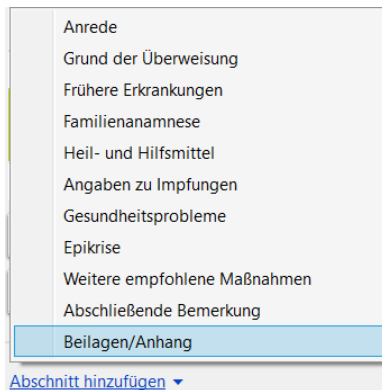 Anrede
Grund der Überweisung
Frühere Erkrankungen
Familienanamnese
Heil- und Hilfsmittel
Angaben zu Impfungen
Gesundheitsprobleme
Epikrise
Weitere empfohlene Maßnahmen
Abschließende Bemerkung
Beilagen/Anhang
Abschnitt hinzufügen